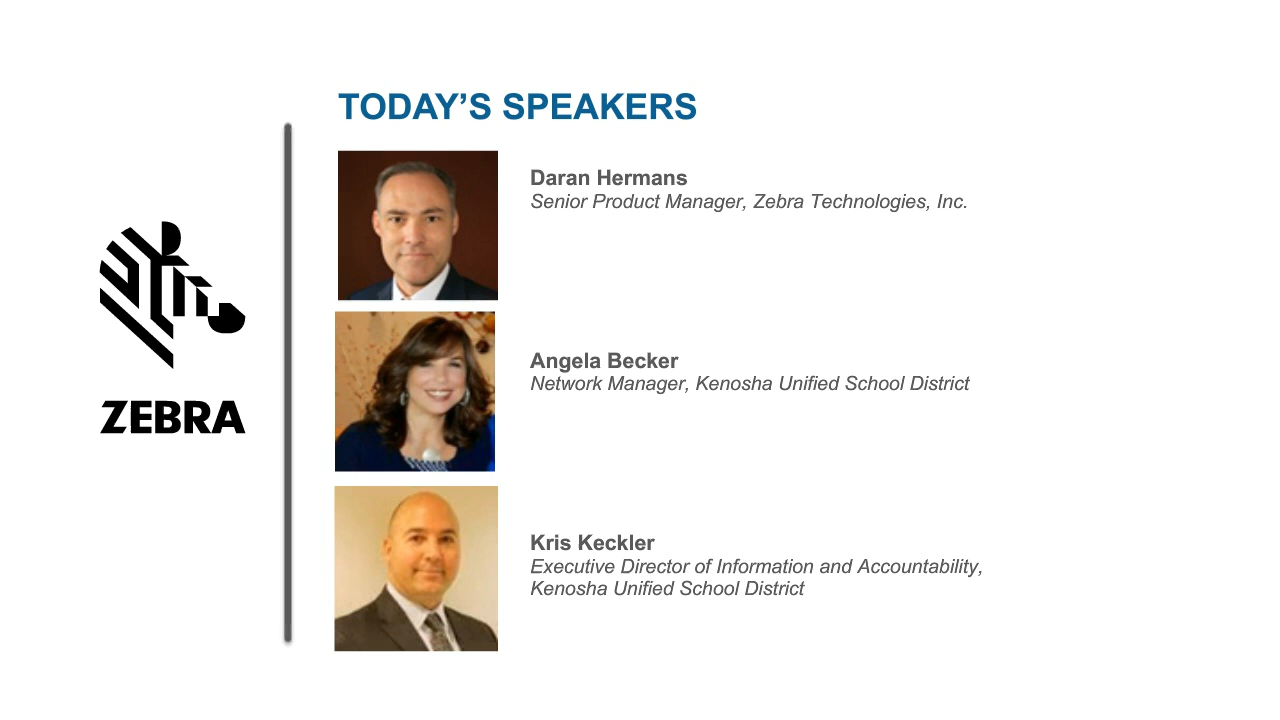 TODAY’S SPEAKERS
Daran Hermans
Senior Product Manager, Zebra Technologies, Inc.
ZEBRA
Angela Becker
Network Manager, Kenosha Unified School District
Kris Keckler
Executive Director of Information and Accountability,
Kenosha Unified School District